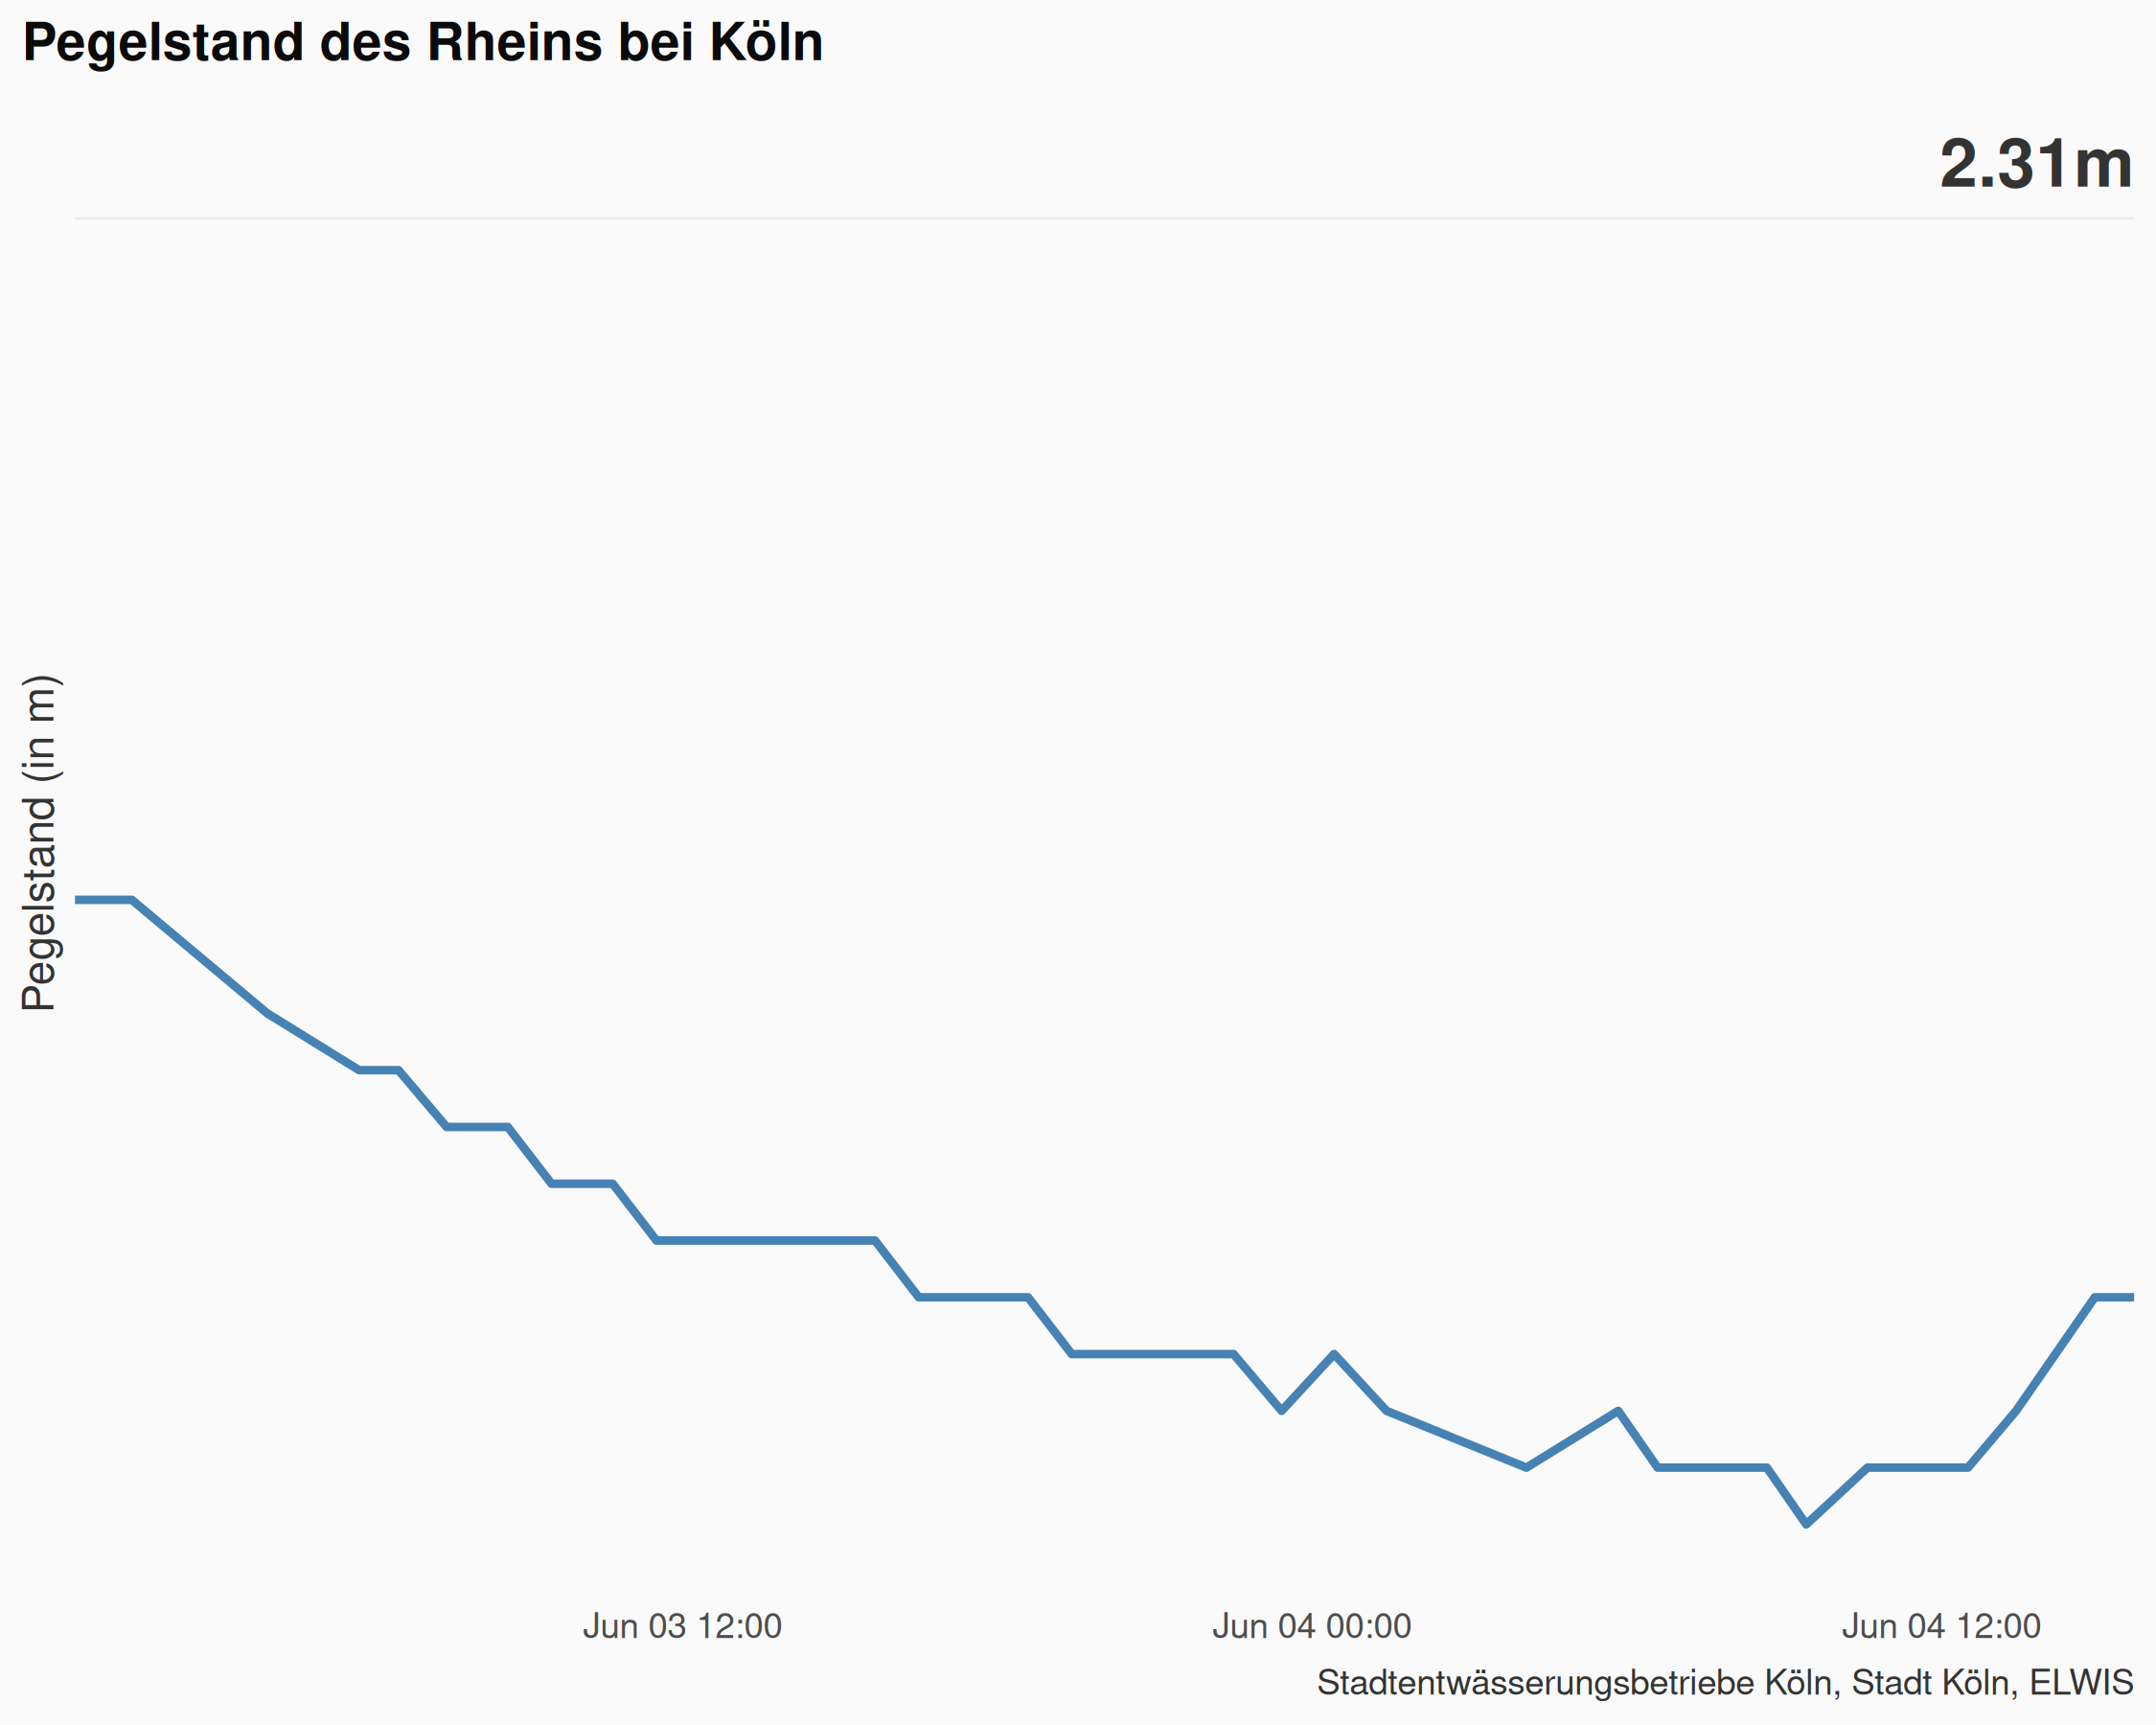 Pegelstand des Rheins bei Köln
2.31m
Pegelstand (in m)
Jun 03 12:00
Jun 04 00:00
Jun 04 12:00
Stadtentwässerungsbetriebe Köln, Stadt Köln, ELWIS